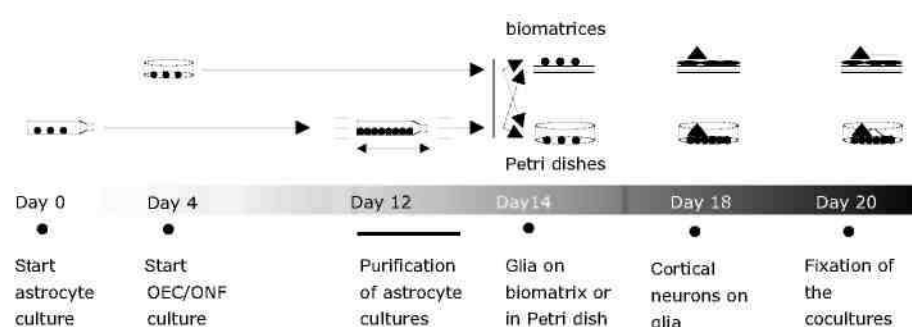 biomatrices
Petri dishes
Day 0
Day 4
Day 12
Day14
Day 18
Day 20
Start
astrocyte
culture
Start
OEC/ONF
culture
Purification
of astrocyte
cultures
Glia on
biomatrix or
in Petri dish
Cortical
neurons on
glia
Fixation of
the
cocultures